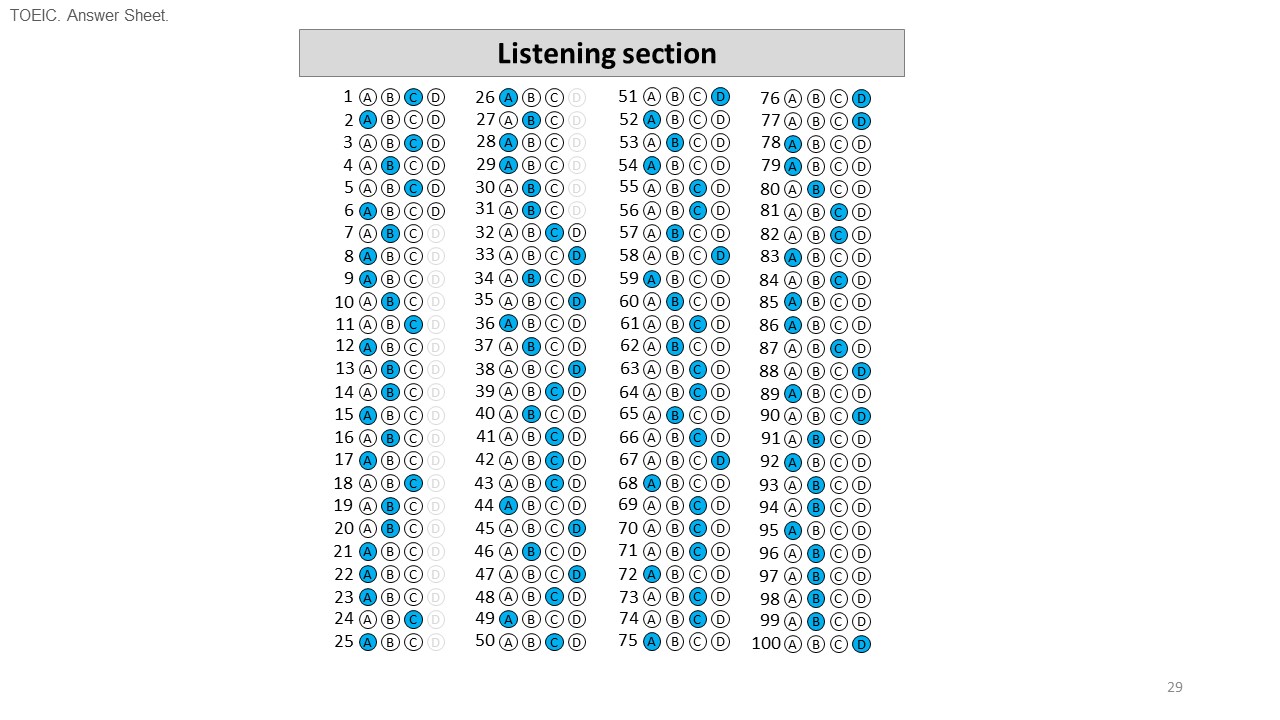 TOEIC. Answer Sheet.
Listening section
1 A B C D 26 A B C D 51 A B C D 76 A B C D
2 A B C D 27 A B C D 52 A B C D 77 A B C D
3 A B C D 28 A B C D 53 A B C D 78 A B C D
4 A B C D 29 A B C D 54 A B C D 79 A B C D
5 A B C D 30 A B C D 55 A B C D 80 A B C D
6 A B C D 31 A B C D 56 A B C D 81 A B C D
7 A B C D 32 A B C D 57 A B C D 82 A B C D
8 A B C D 33 A B C D 58 A B C D 83 A B C D
9 A B C D 34 A B C D 59 A B C D 84 A B C D
10 A B C D 35 A B C D 60 A B C D 85 A B C D
11 A B C D 36 A B C D 61 A B C D 86 A B C D
12 A B C D 37 A B C D 62 A B C D 87 A B C D
13 A B C D 38 A B C D 63 A B C D 88 A B C D
14 A B C D 39 A B C D 64 A B C D 89 A B C D
15 A B C D 40 A B C D 65 A B C D 90 A B C D
16 A B C D 41 A B C D 66 A B C D 91 A B C D
17 A B C D 42 A B C D 67 A B C D 92 A B C D
18 A B C D 43 A B C D 68 A B C D 93 A B C D
19 A B C D 44 A B C D 69 A B C D 94 A B C D
20 A B C D 45 A B C D 70 A B C D 95 A B C D
21 A B C D 46 A B C D 71 A B C D 96 A B C D
22 A B C D 47 A B C D 72 A B C D 97 A B C D
23 A B C D 48 A B C D 73 A B C D 98 A B C D
24 A B C D 49 A B C D 74 A B C D 99 A B C D
25 A B C D 50 A B C D 75 A B C D 100 A B C D
29